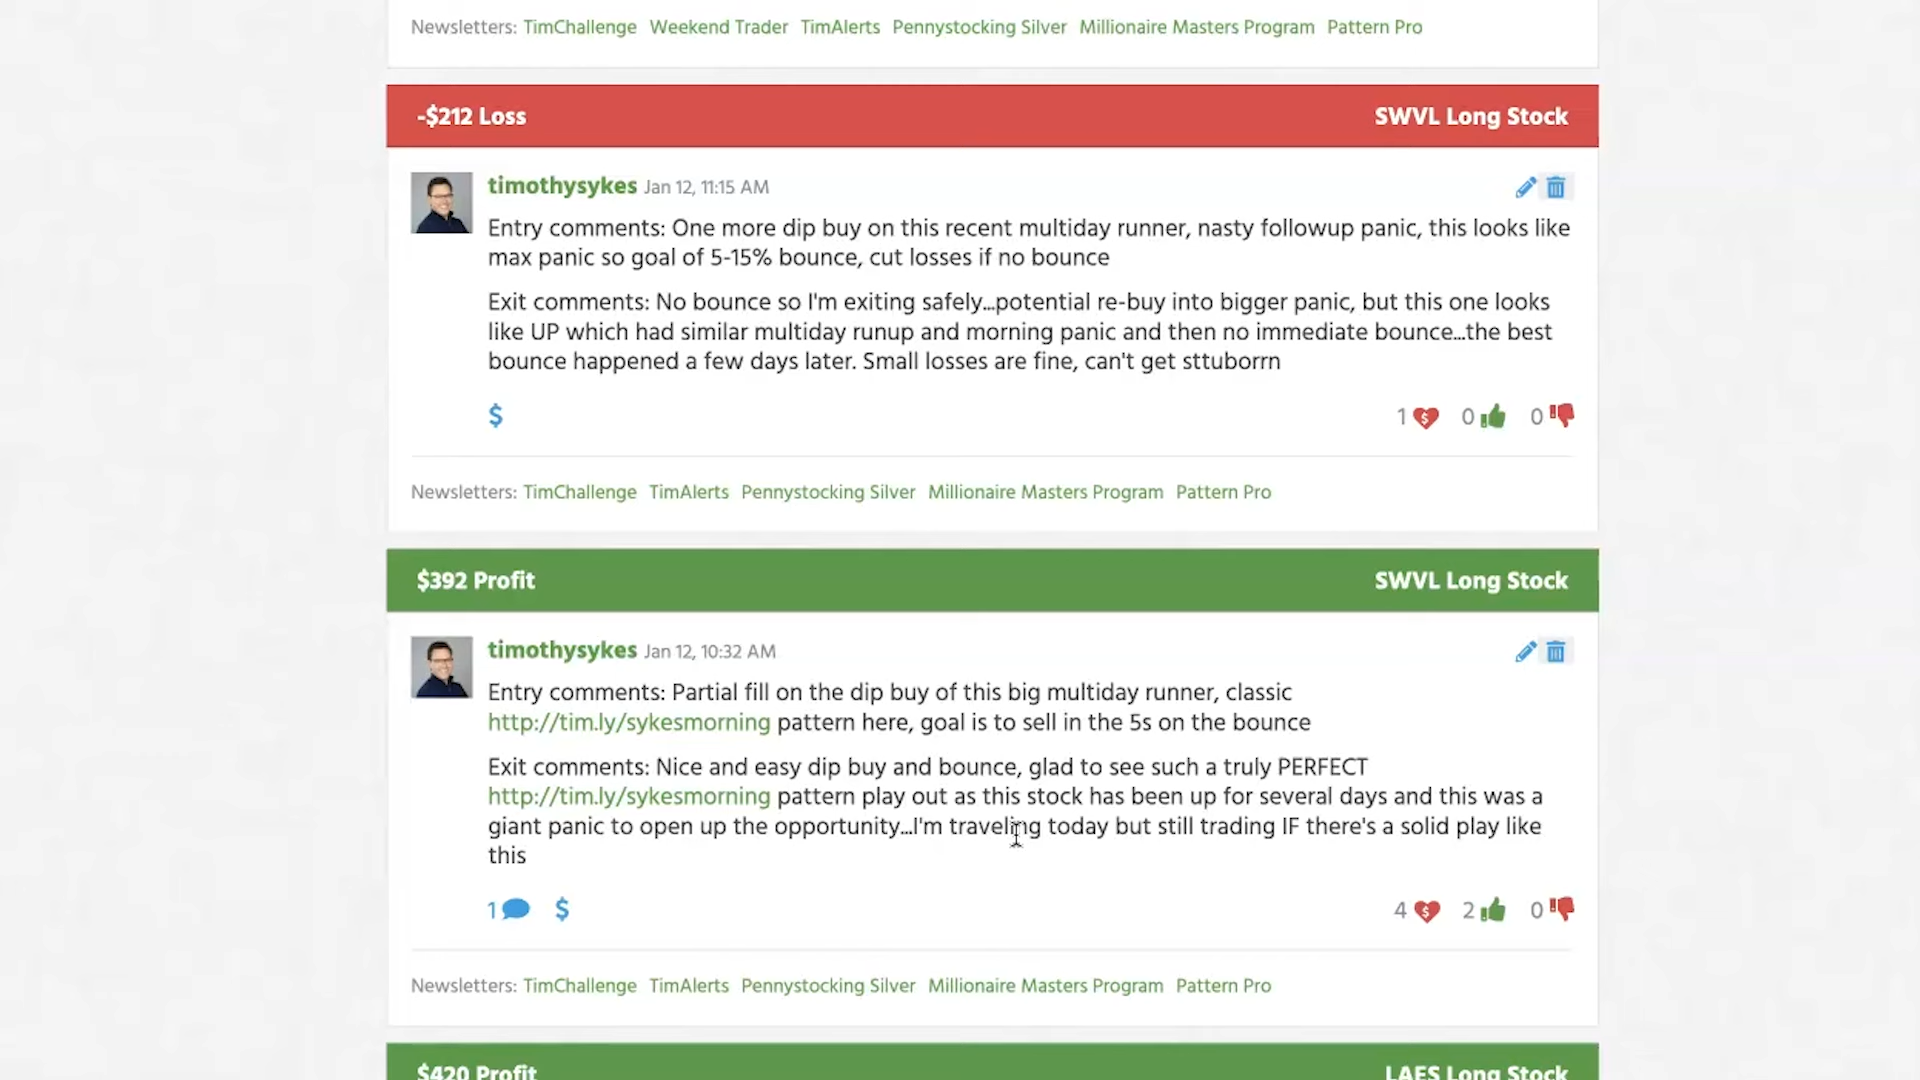 Newsletters: TimChallenge Weekend Trader TimAlerts Pennystocking Silver Millionaire Masters Program Pattern Pro
-$212 Loss SWVL Long Stock
timothysykes Jan 12, 11:15 AM
Entry comments: One more dip buy on this recent multiday runner, nasty followup panic, this looks like
max panic so goal of 5-15% bounce, cut losses if no bounce
Exit comments: No bounce so I'm exiting safely...potential re-buy into bigger panic, but this one looks
like UP which had similar multiday runup and morning panic and then no immediate bounce...the best
bounce happened a few days later. Small losses are fine, can't get sttuborrn
$ 1 0 0
Newsletters: TimChallenge TimAlerts Pennystocking Silver Millionaire Masters Program Pattern Pro
$392 Profit SWVL Long Stock
timothysykes Jan 12, 10:32 AM
Entry comments: Partial fill on the dip buy of this big multiday runner, classic
http://tim.ly/sykesmorning pattern here, goal is to sell in the 5s on the bounce
Exit comments: Nice and easy dip buy and bounce, glad to see such a truly PERFECT
http://tim.ly/sykesmorning pattern play out as this stock has been up for several days and this was a
giant panic to open up the opportunity...I'm traveling today but still trading IF there's a solid play like
this
1 $ 4 2 0
Newsletters: TimChallenge TimAlerts Pennystocking Silver Millionaire Masters Program Pattern Pro
$420 Profit LAES Long Stock